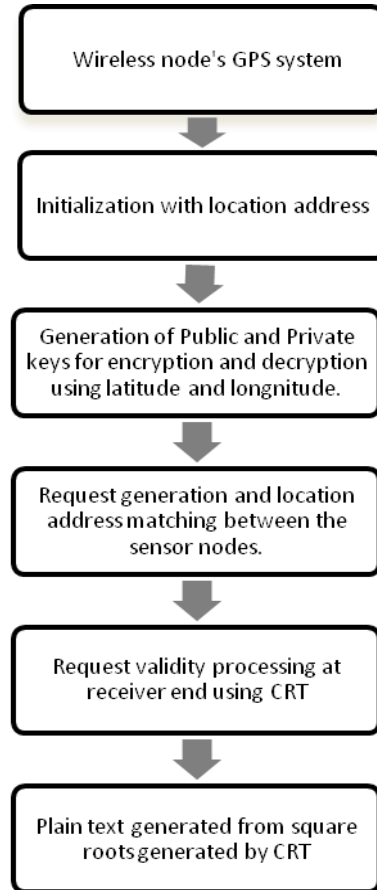 Wireless node's GPS system
Initialization with location address
Generation of Public and Private
keys for encryption and decryption
using latitude and longnitude.
Request generation and location
address matching between the
sensor nodes.
Request validity processing at
receiver end using CRT
Plain text generated from square
roots generated by CRT